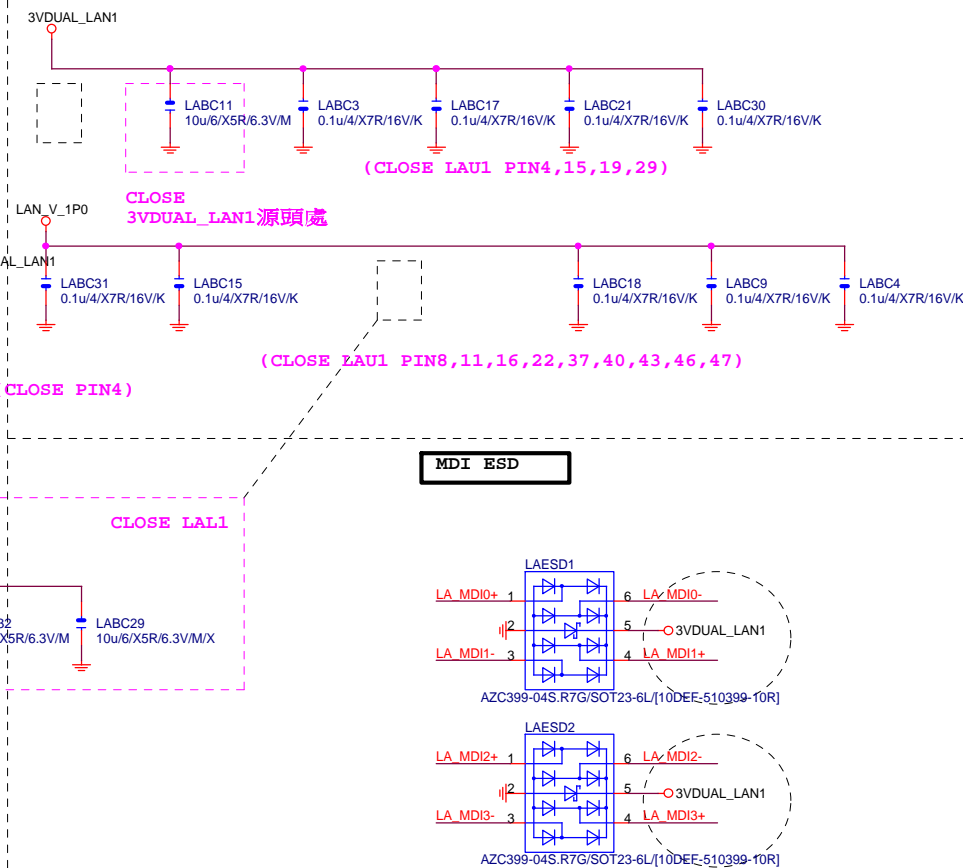 3VDUAL_LAN1
LABC11
10u/6/X5R/6.3V/M
LABC3
0.1u/4/X7R/16V/K
LABC17
0.1u/4/X7R/16V/K
LABC21
0.1u/4/X7R/16V/K
LABC30
0.1u/4/X7R/16V/K
(CLOSE LAU1 PIN4,15,19,29)
CLOSE
3VDUAL_LAN1源頭處
LAN_V_1P0
AL_LAN1
LABC31
0.1u/4/X7R/16V/K
LABC15
0.1u/4/X7R/16V/K
LABC18
0.1u/4/X7R/16V/K
LABC9
0.1u/4/X7R/16V/K
LABC4
0.1u/4/X7R/16V/K
(CLOSE LAU1 PIN8,11,16,22,37,40,43,46,47)
CLOSE PIN4)
MDI ESD
CLOSE LAL1
32
X5R/6.3V/M
LABC29
10u/6/X5R/6.3V/M/X
LAESD1
LA_MDI0+ 1
6 LA_MDI0-
2
5 3VDUAL_LAN1
LA_MDI1- 3
4 LA_MDI1+
AZC399-04S.R7G/SOT23-6L/[10DEF-510399-10R]
LAESD2
LA_MDI2+ 1
6 LA_MDI2-
2
5 3VDUAL_LAN1
LA_MDI3- 3
4 LA_MDI3+
AZC399-04S.R7G/SOT23-6L/[10DEF-510399-10R]